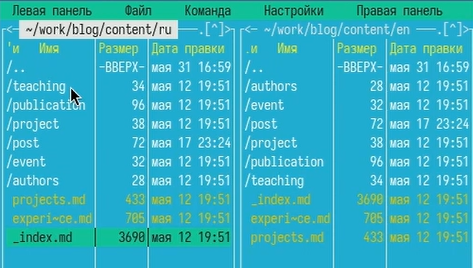 Левая панель Файл Команда Настройки Правая панель
<─ ~/work/blog/content/ru ──.[^]> <─ ~/work/blog/content/en ──.[^]>
'и Имя Размер Дата правки .и Имя Размер Дата правки
/.. -ВВЕРХ- мая 31 16:59 /.. -ВВЕРХ- мая 31 16:59
/teaching 34 мая 12 19:51 /authors 28 мая 12 19:51
/publication 96 мая 12 19:51 /event 32 мая 12 19:51
/project 38 мая 12 19:51 /post 72 мая 17 23:24
/post 72 мая 17 23:24 /project 38 мая 12 19:51
/event 32 мая 12 19:51 /publication 96 мая 12 19:51
/authors 28 мая 12 19:51 /teaching 34 мая 12 19:51
projects.md 433 мая 12 19:51 _index.md 3690 мая 12 19:51
experi~ce.md 705 мая 12 19:51 experi~ce.md 705 мая 12 19:51
_index.md 3690 мая 12 19:51 projects.md 433 мая 12 19:51